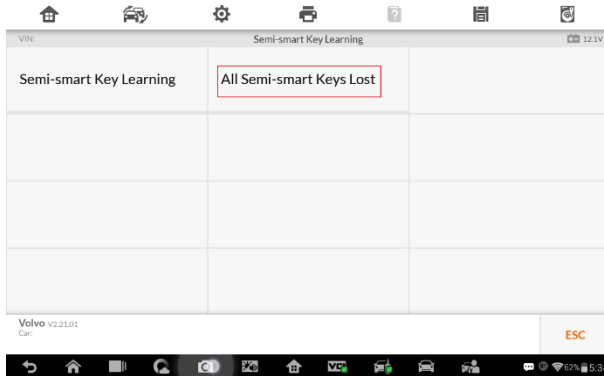 VIN:
Semi-smart Key Learning
12.1V
Semi-smart Key Learning
All Semi-smart Keys Lost
Volvo V2.21.01
Car:
ESC
VCI
62%